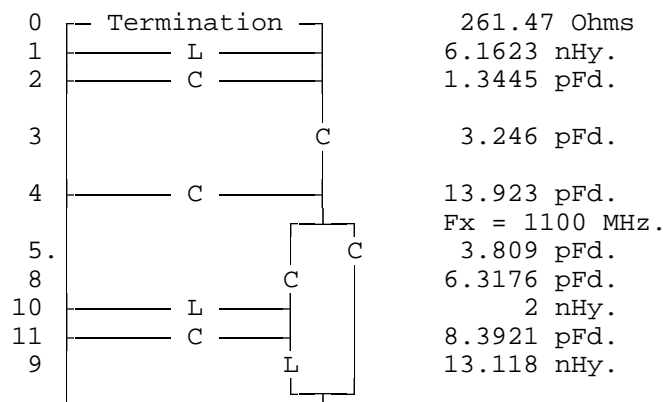 0 Termination 261.47 Ohms
1 L 6.1623 nHy.
2 C 1.3445 pFd.
3 C 3.246 pFd.
4 C 13.923 pFd.
Fx = 1100 MHz.
5. C 3.809 pFd.
8 C 6.3176 pFd.
10 L 2 nHy.
11 C 8.3921 pFd.
9 L 13.118 nHy.